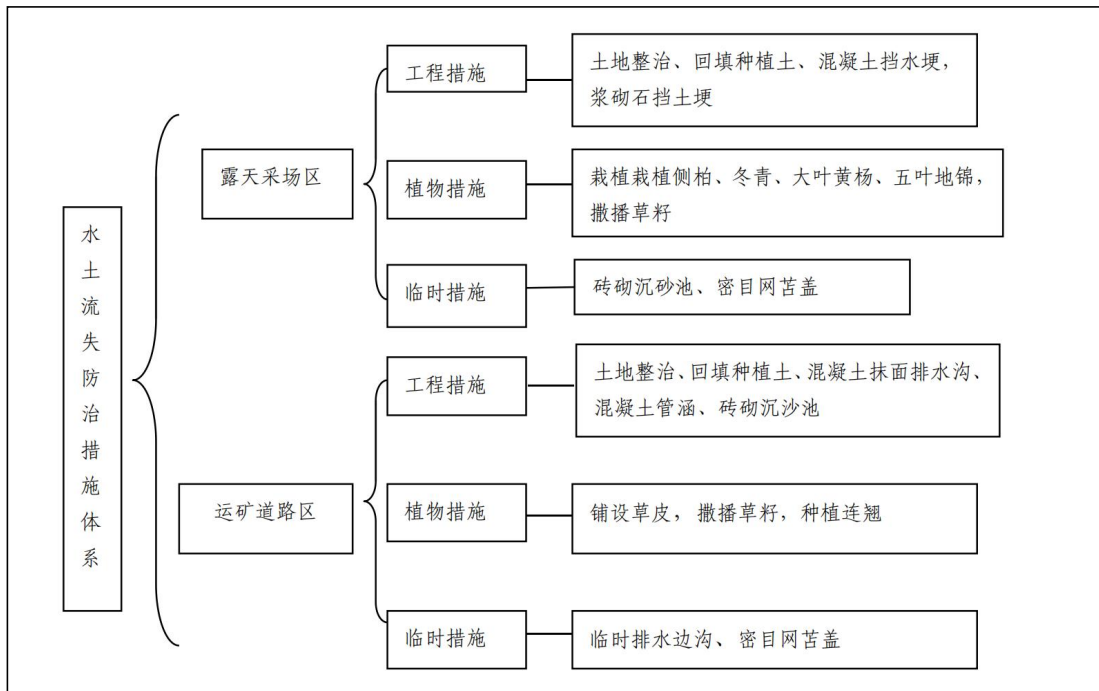 水土流失防治措施体系
露天采场区
工程措施
土地整治、回填种植土、混凝土挡水埂，
浆砌石挡土埂
植物措施
栽植栽植侧柏、冬青、大叶黄杨、五叶地锦，
撒播草籽
临时措施
砖砌沉砂池、密目网苫盖
运矿道路区
工程措施
土地整治、回填种植土、混凝土抹面排水沟、
混凝土管涵、砖砌沉沙池
植物措施
铺设草皮，撒播草籽，种植连翘
临时措施
临时排水边沟、密目网苫盖